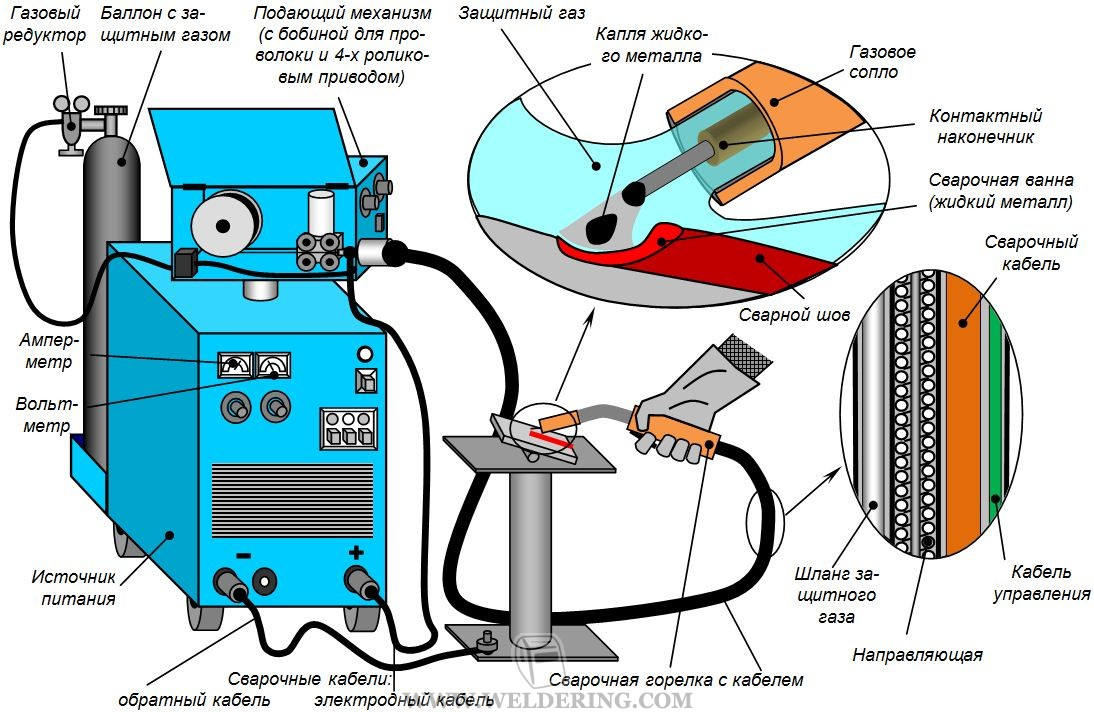 Газовый
редуктор
Баллон с за-
щитным газом
Подающий механизм
(с бобиной для про-
волоки и 4-х ролико-
вым приводом)
Защитный газ
Капля жидко-
го металла
Газовое
сопло
Контактный
наконечник
Сварочная ванна
(жидкий металл)
Сварочный
кабель
Сварной шов
Ампер-
метр
Вольт-
метр
Источник
питания
- +
Шланг за-
щитного
газа
Кабель
управления
Направляющая
Сварочные кабели:
обратный кабель
электродный кабель
Сварочная горелка с кабелем
WWW.WELDERING.COM